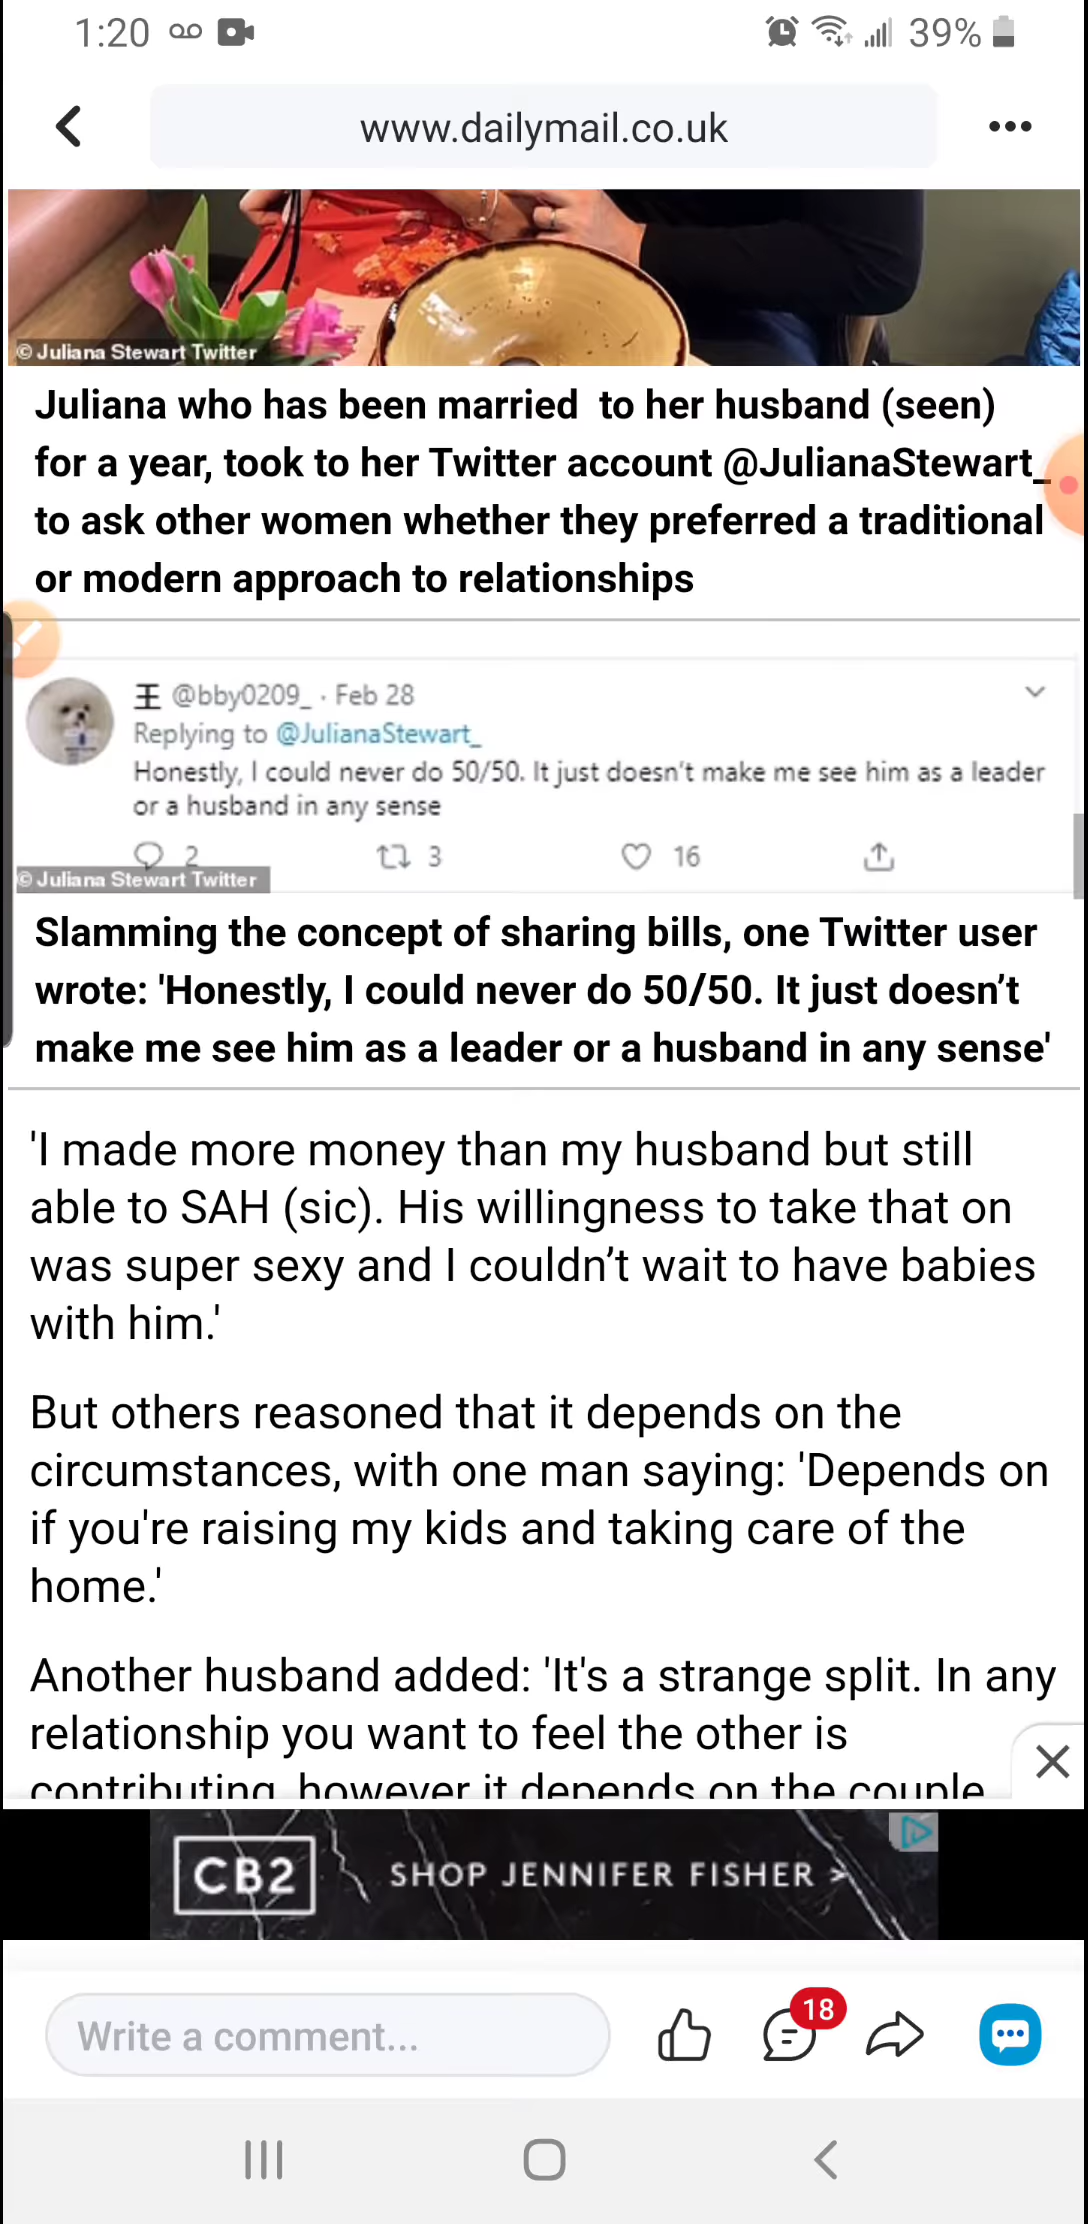 1:20 39%
www.dailymail.co.uk
© Juliana Stewart Twitter
Juliana who has been married to her husband (seen)
for a year, took to her Twitter account @JulianaStewart_
to ask other women whether they preferred a traditional
or modern approach to relationships
王 @bby0209_ · Feb 28
Replying to @JulianaStewart_
Honestly, I could never do 50/50. It just doesn't make me see him as a leader
or a husband in any sense
2 3 16
© Juliana Stewart Twitter
Slamming the concept of sharing bills, one Twitter user
wrote: 'Honestly, I could never do 50/50. It just doesn’t
make me see him as a leader or a husband in any sense'
'I made more money than my husband but still
able to SAH (sic). His willingness to take that on
was super sexy and I couldn’t wait to have babies
with him.'
But others reasoned that it depends on the
circumstances, with one man saying: 'Depends on
if you're raising my kids and taking care of the
home.'
Another husband added: 'It's a strange split. In any
relationship you want to feel the other is
contributing, however it depends on the couple
CB2 SHOP JENNIFER FISHER >
Write a comment... 18